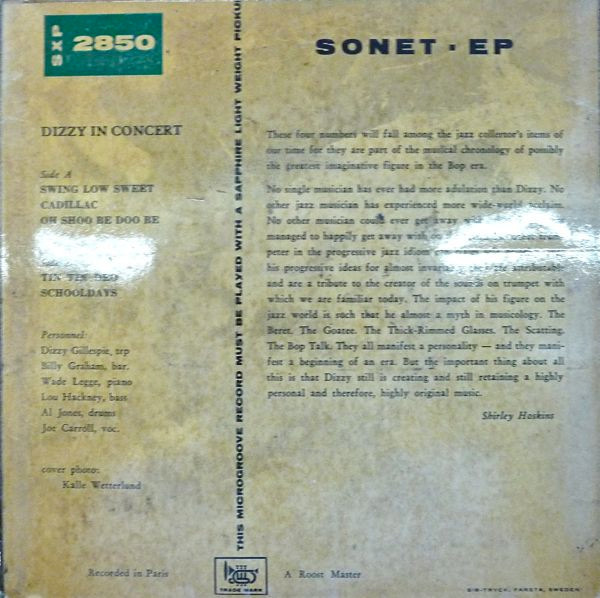 SXP 2850
SONET · EP
THIS MICROGROOVE RECORD MUST BE PLAYED WITH A SAPPHIRE LIGHT WEIGHT PICKUP
DIZZY IN CONCERT
Side A
SWING LOW SWEET
CADILLAC
OH SHOO BE DOO BE
TIN TIN DEO
SCHOOLDAYS
Personnel:
Dizzy Gillespie, trp
Billy Graham, bar.
Wade Legge, piano
Lou Hackney, bass
Al Jones, drums
Joe Carroll, voc.
cover photo:
Kalle Wetterlund
These four numbers will fall among the jazz collector's items of
our time for they are part of the musical chronology of possibly
the greatest imaginative figure in the Bop era.
No single musician has ever had more adulation than Dizzy. No
other jazz musician has experienced more wide-world acclaim.
No other musician could ever get away with
managed to happily get away with
peter in the progressive jazz idiom
his progressive ideas for almost are attributable
and are a tribute to the creator of the sounds on trumpet with
which we are familiar today. The impact of his figure on the
jazz world is such that he almost a myth in musicology. The
Beret. The Goatee. The Thick-Rimmed Glasses. The Scatting.
The Bop Talk. They all manifest a personality — and they mani-
fest a beginning of an era. But the important thing about all
this is that Dizzy still is creating and still retaining a highly
personal and therefore, highly original music.
Shirley Hoskins
Recorded in Paris
TRADE MARK
A Roost Master
SIB-TRYCK, FARSTA, SWEDEN